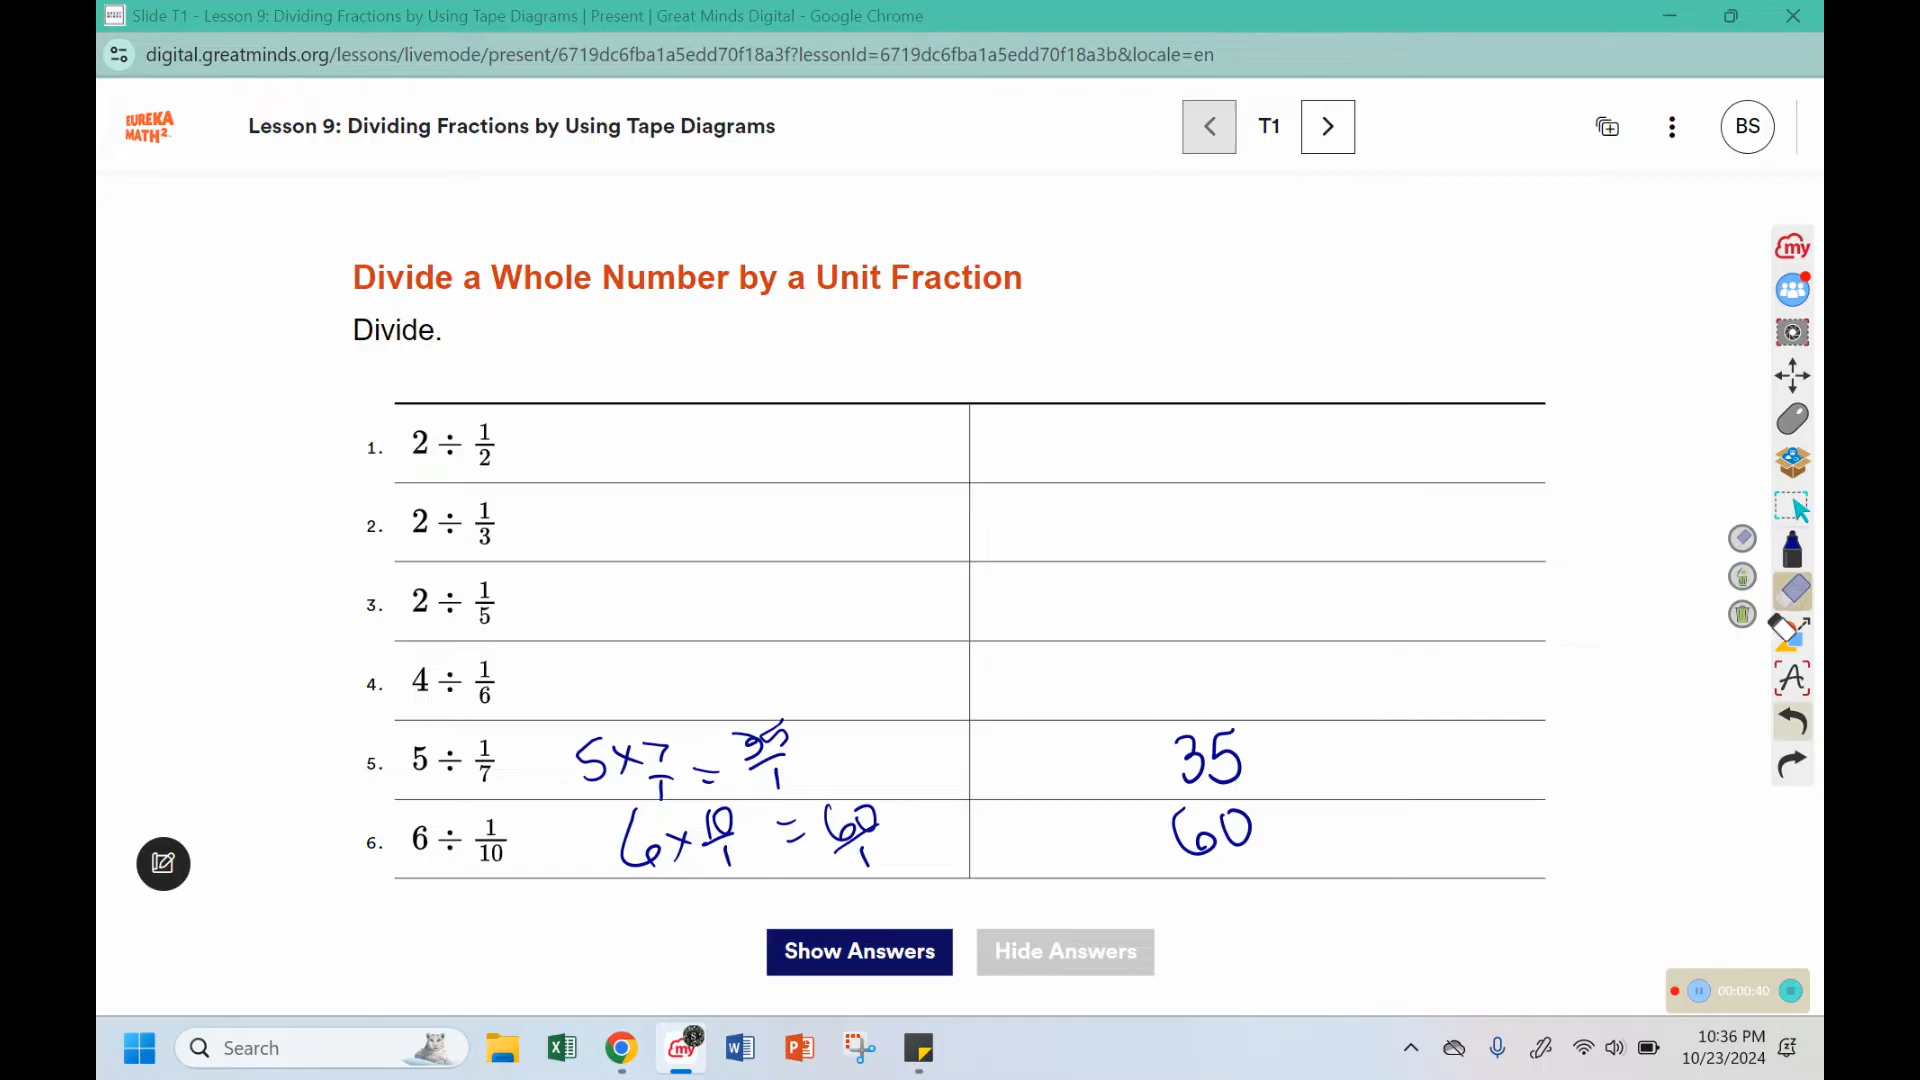 Slide T1 - Lesson 9: Dividing Fractions by Using Tape Diagrams | Present | Great Minds Digital - Google Chrome
digital.greatminds.org/lessons/livemode/present/6719dc6fba1a5edd70f18a3f?lessonId=6719dc6fba1a5edd70f18a3b&locale=en
EUREKA MATH²
Lesson 9: Dividing Fractions by Using Tape Diagrams
T1
BS
my
Divide a Whole Number by a Unit Fraction
Divide.
1. 2 ÷ 1/2
2. 2 ÷ 1/3
3. 2 ÷ 1/5
4. 4 ÷ 1/6
5. 5 ÷ 1/7 5 × 7/1 = 35/1 35
6. 6 ÷ 1/10 6 × 10/1 = 60/1 60
Show Answers Hide Answers
00:00:40
Search
my
10:36 PM
10/23/2024